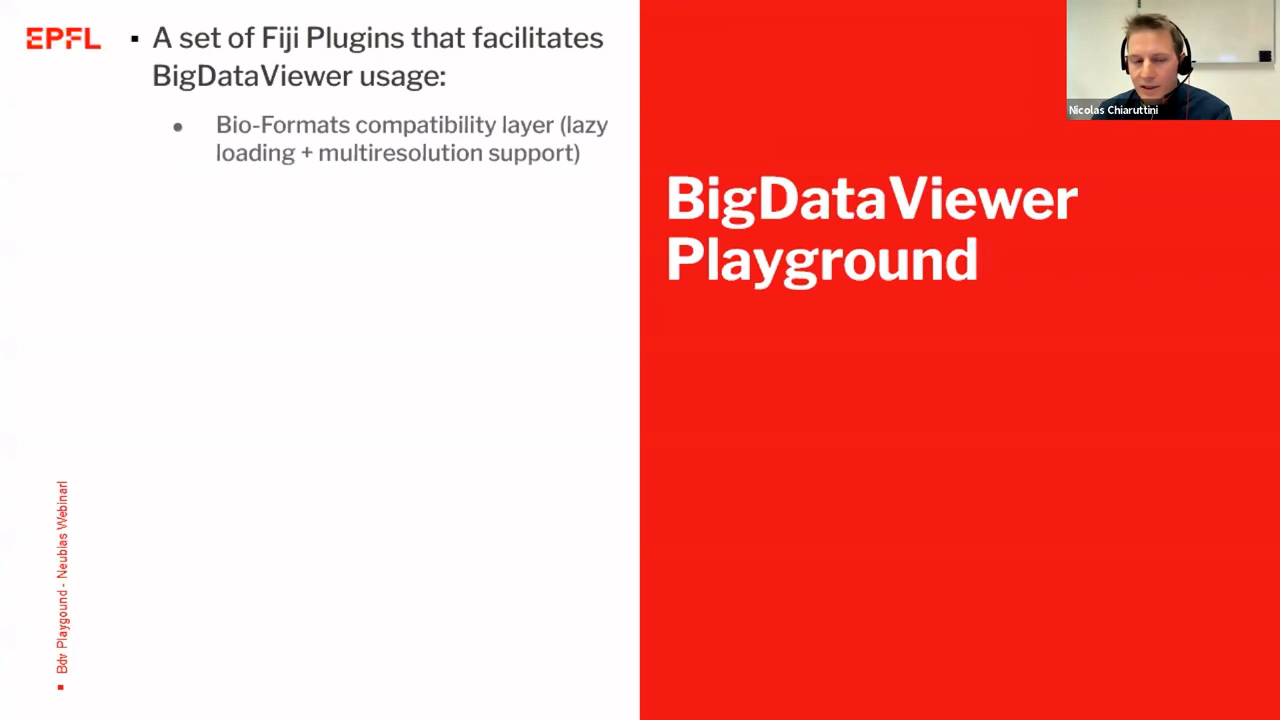 EPFL
▪ A set of Fiji Plugins that facilitates
BigDataViewer usage:
● Bio-Formats compatibility layer (lazy
loading + multiresolution support)
Nicolas Chiaruttini
BigDataViewer
Playground
▪ Bdv Playgound - Neubias Webinarl